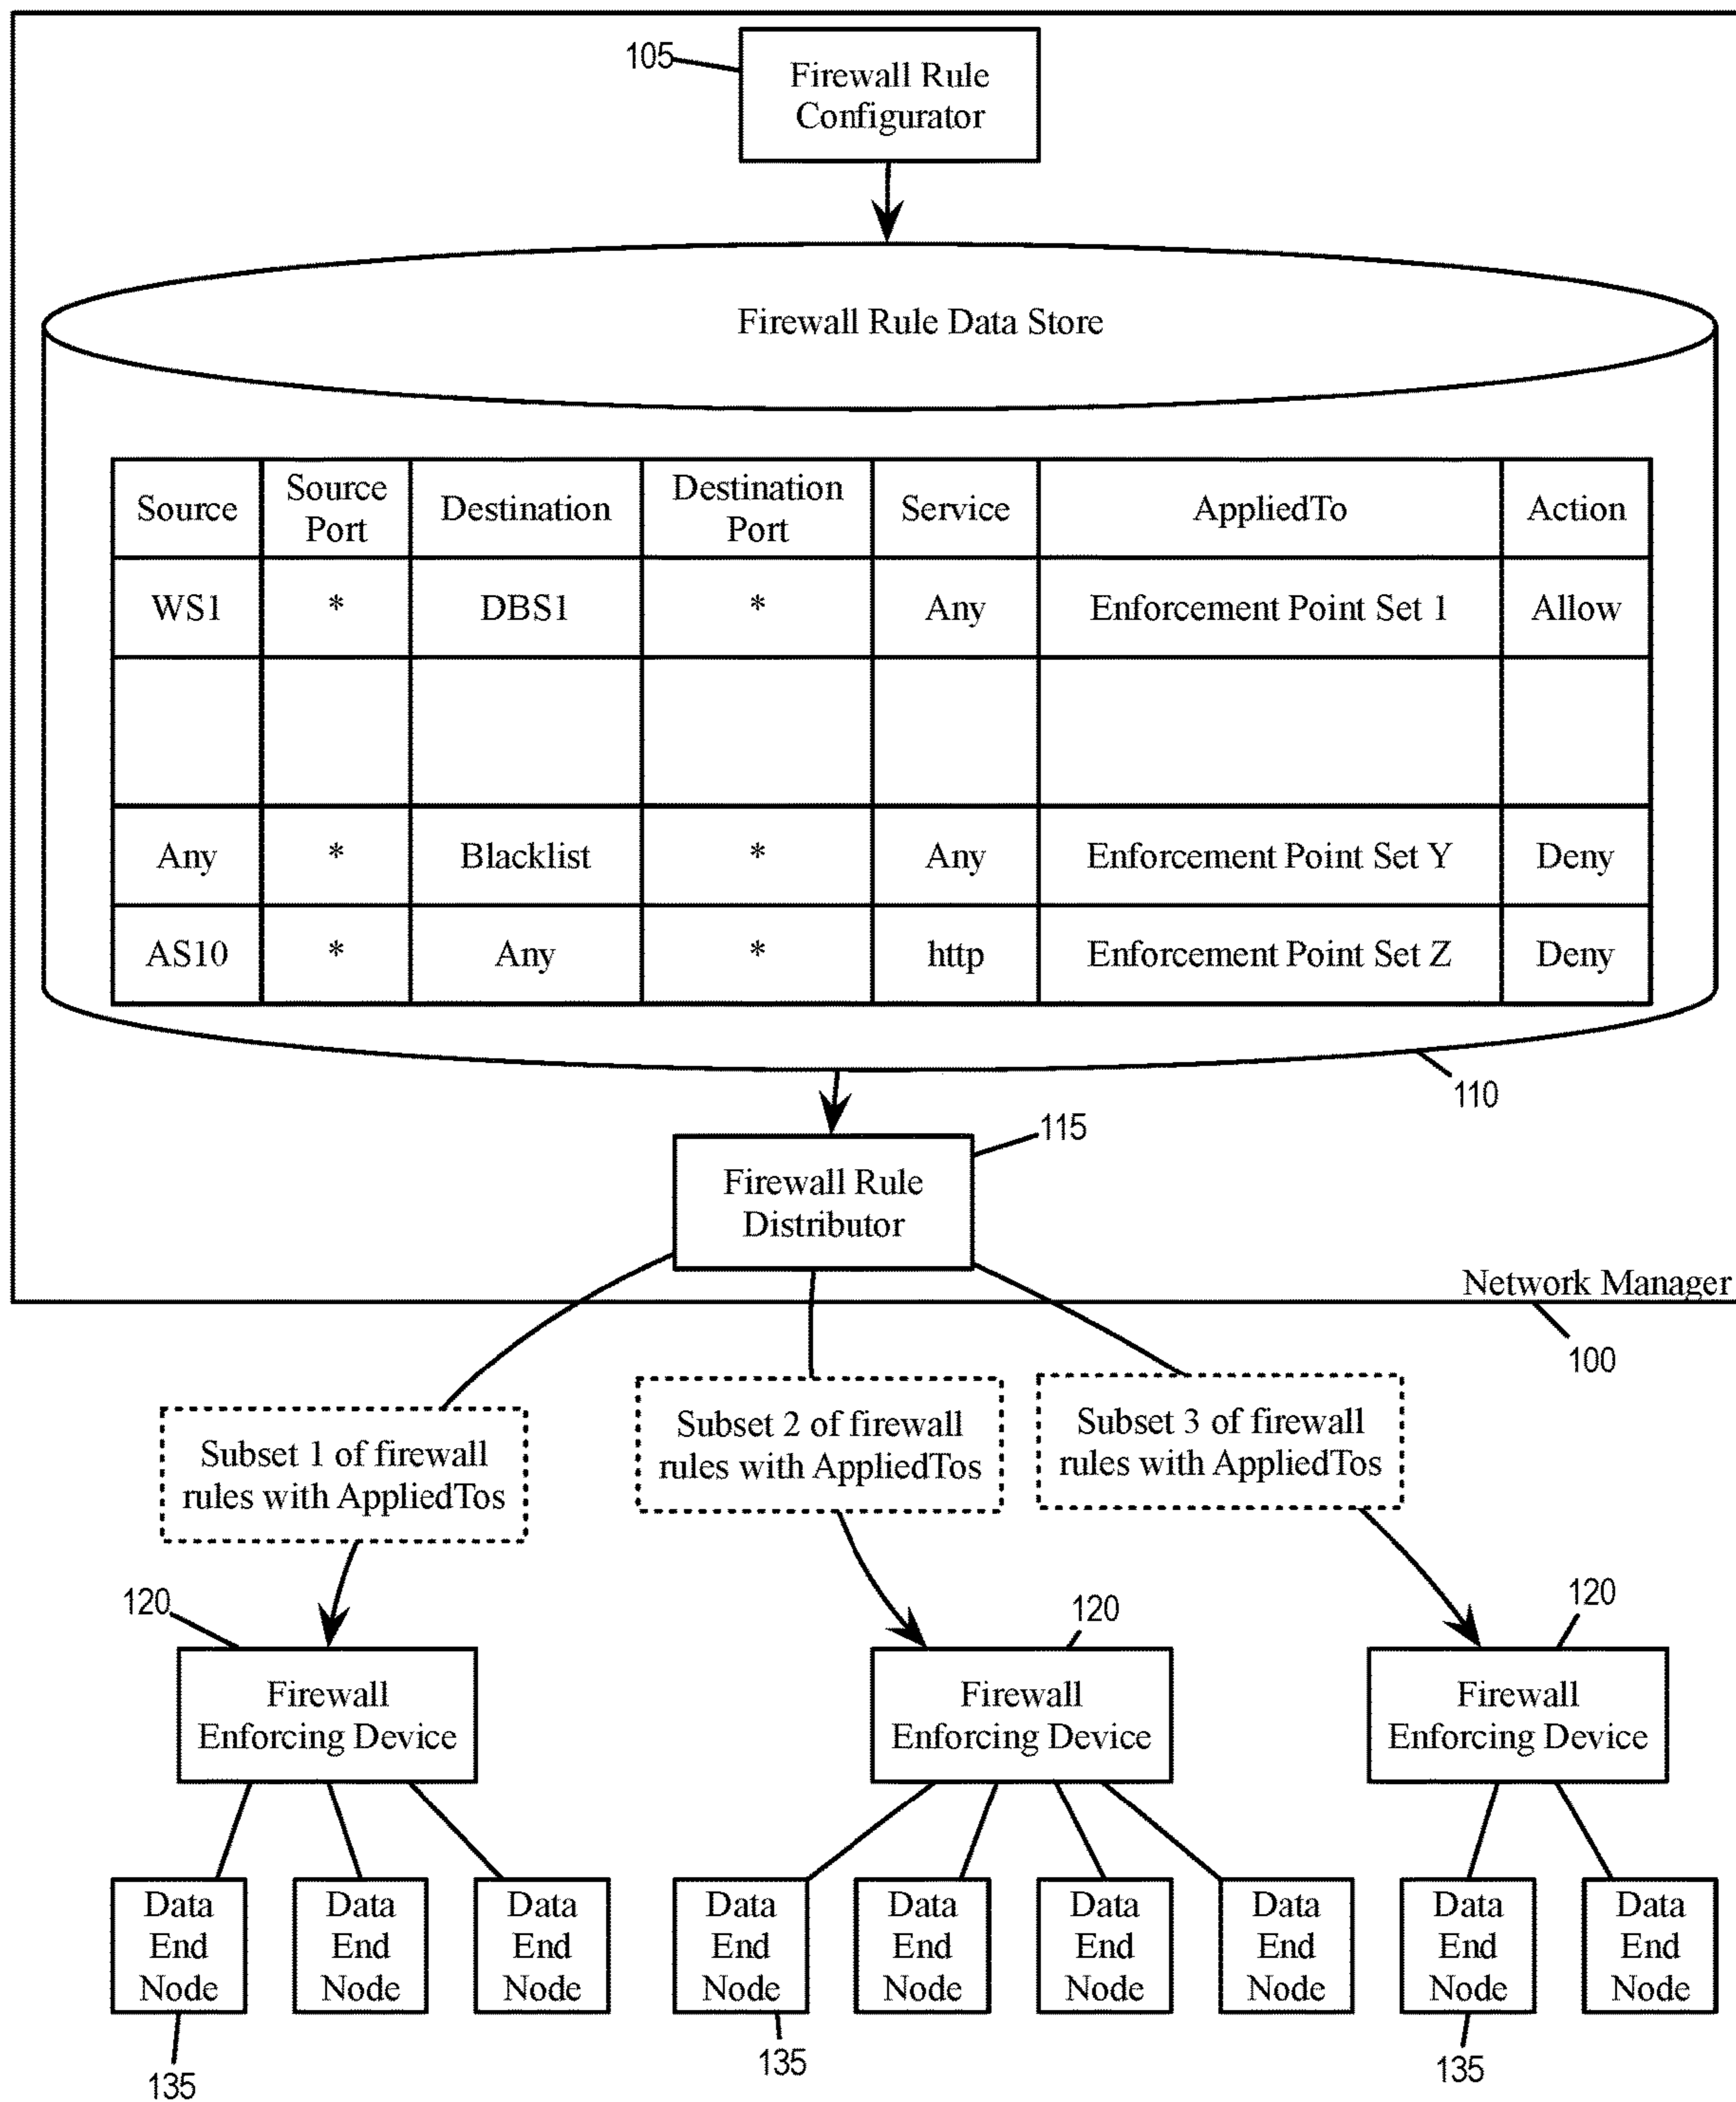 105
Firewall Rule
Configurator
Firewall Rule Data Store
Source
Source
Port
Destination
Destination
Port
Service
AppliedTo
Action
WS1
*
DBS1
*
Any
Enforcement Point Set 1
Allow
Any
*
Blacklist
*
Any
Enforcement Point Set Y
Deny
AS10
*
Any
*
http
Enforcement Point Set Z
Deny
110
115
Firewall Rule
Distributor
Network Manager
100
Subset 1 of firewall
rules with AppliedTos
Subset 2 of firewall
rules with AppliedTos
Subset 3 of firewall
rules with AppliedTos
120
120
120
Firewall
Enforcing Device
Firewall
Enforcing Device
Firewall
Enforcing Device
Data
End
Node
Data
End
Node
Data
End
Node
Data
End
Node
Data
End
Node
Data
End
Node
Data
End
Node
Data
End
Node
Data
End
Node
135
135
135